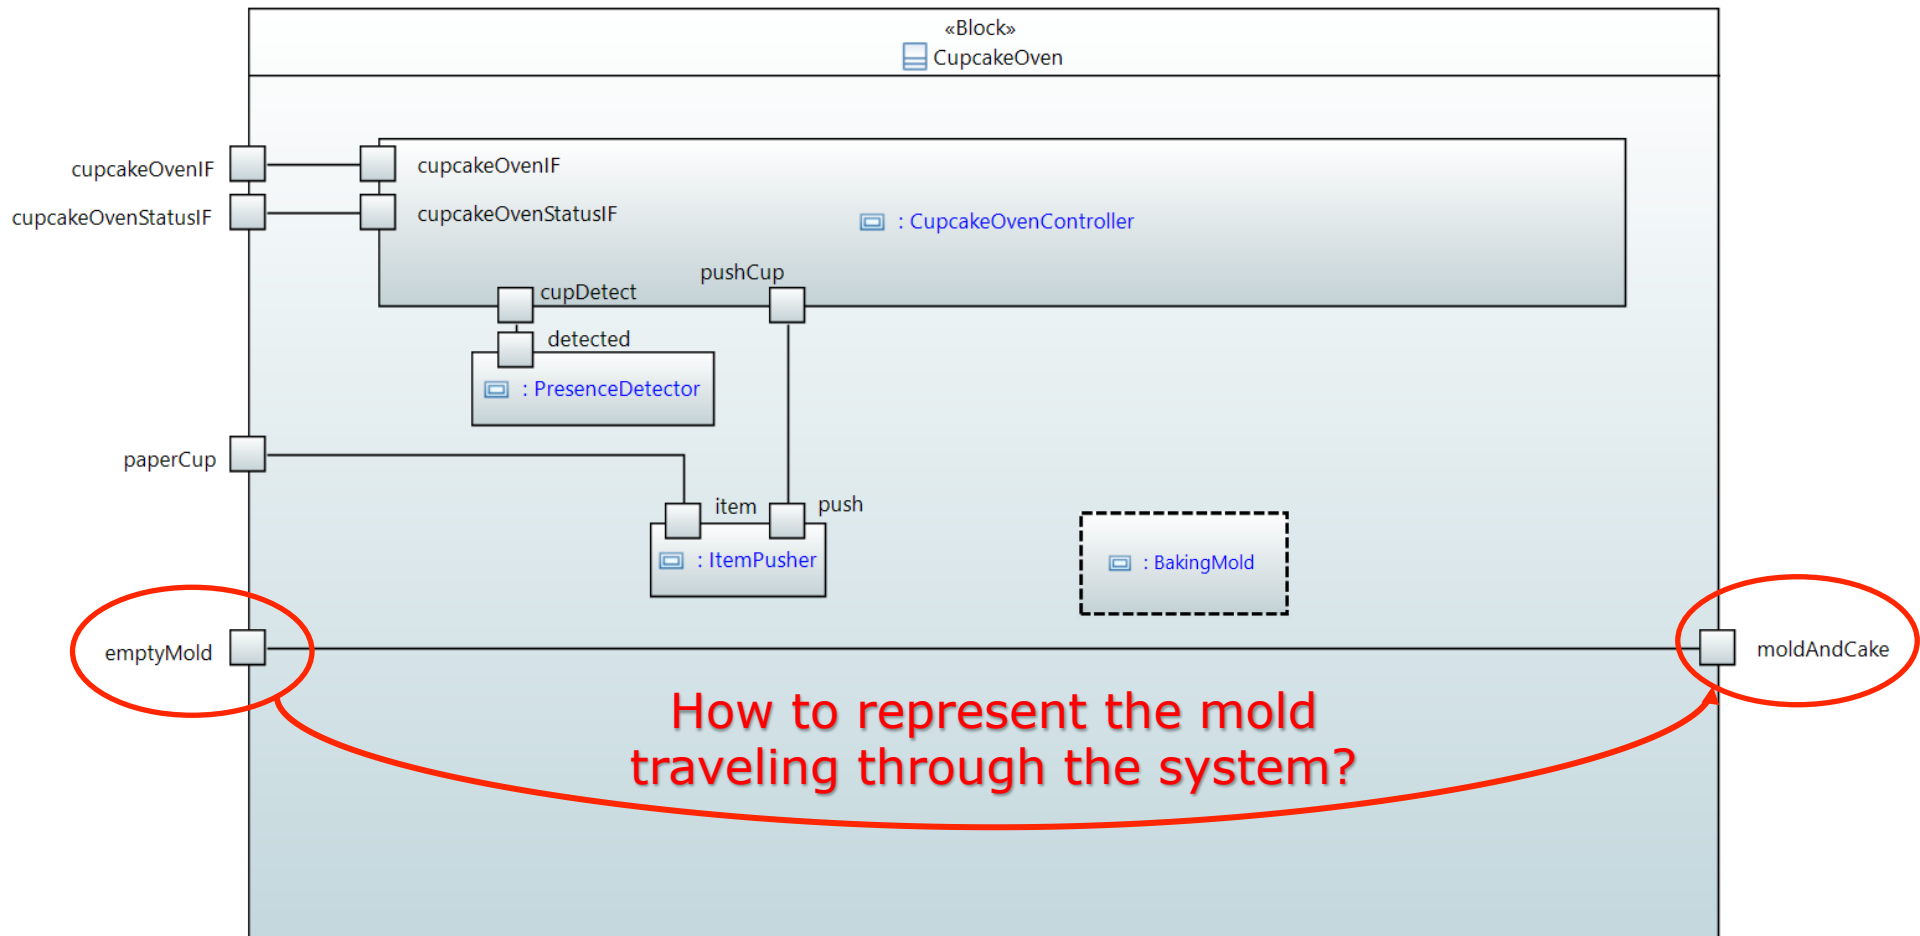 «Block»
CupcakeOven
cupcakeOvenIF
cupcakeOvenIF
cupcakeOvenStatusIF
cupcakeOvenStatusIF
: CupcakeOvenController
pushCup
cupDetect
detected
: PresenceDetector
paperCup
item
push
: ItemPusher
: BakingMold
emptyMold
moldAndCake
How to represent the mold
traveling through the system?